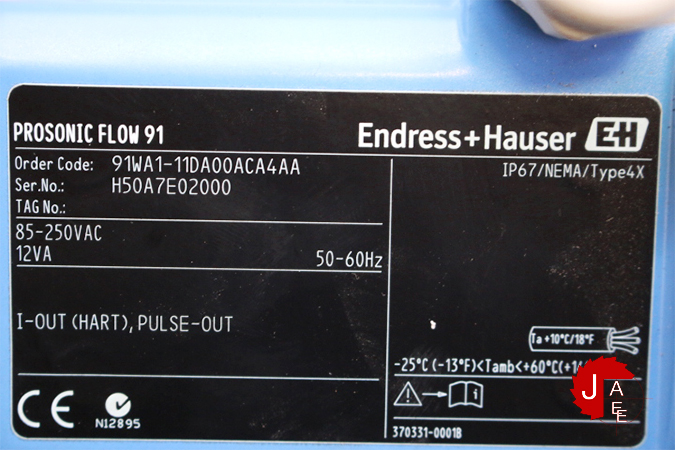 PROSONIC FLOW 91
Endress+Hauser EH
Order Code: 91WA1-11DA00ACA4AA
Ser.No.: H50A7E02000
TAG No.:
IP67/NEMA/Type4X
85-250VAC
12VA 50-60Hz
I-OUT (HART), PULSE-OUT
Ta +10°C/18°F
-25°C (-13°F)<Tamb<+60°C(+1
N12895
CE
370331-0001B
J
A
E
E